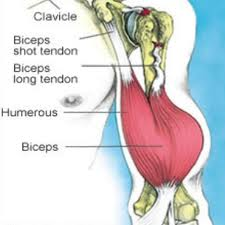 Clavicle
Biceps
shot tendon
Biceps
long tendon
Humerous
Biceps